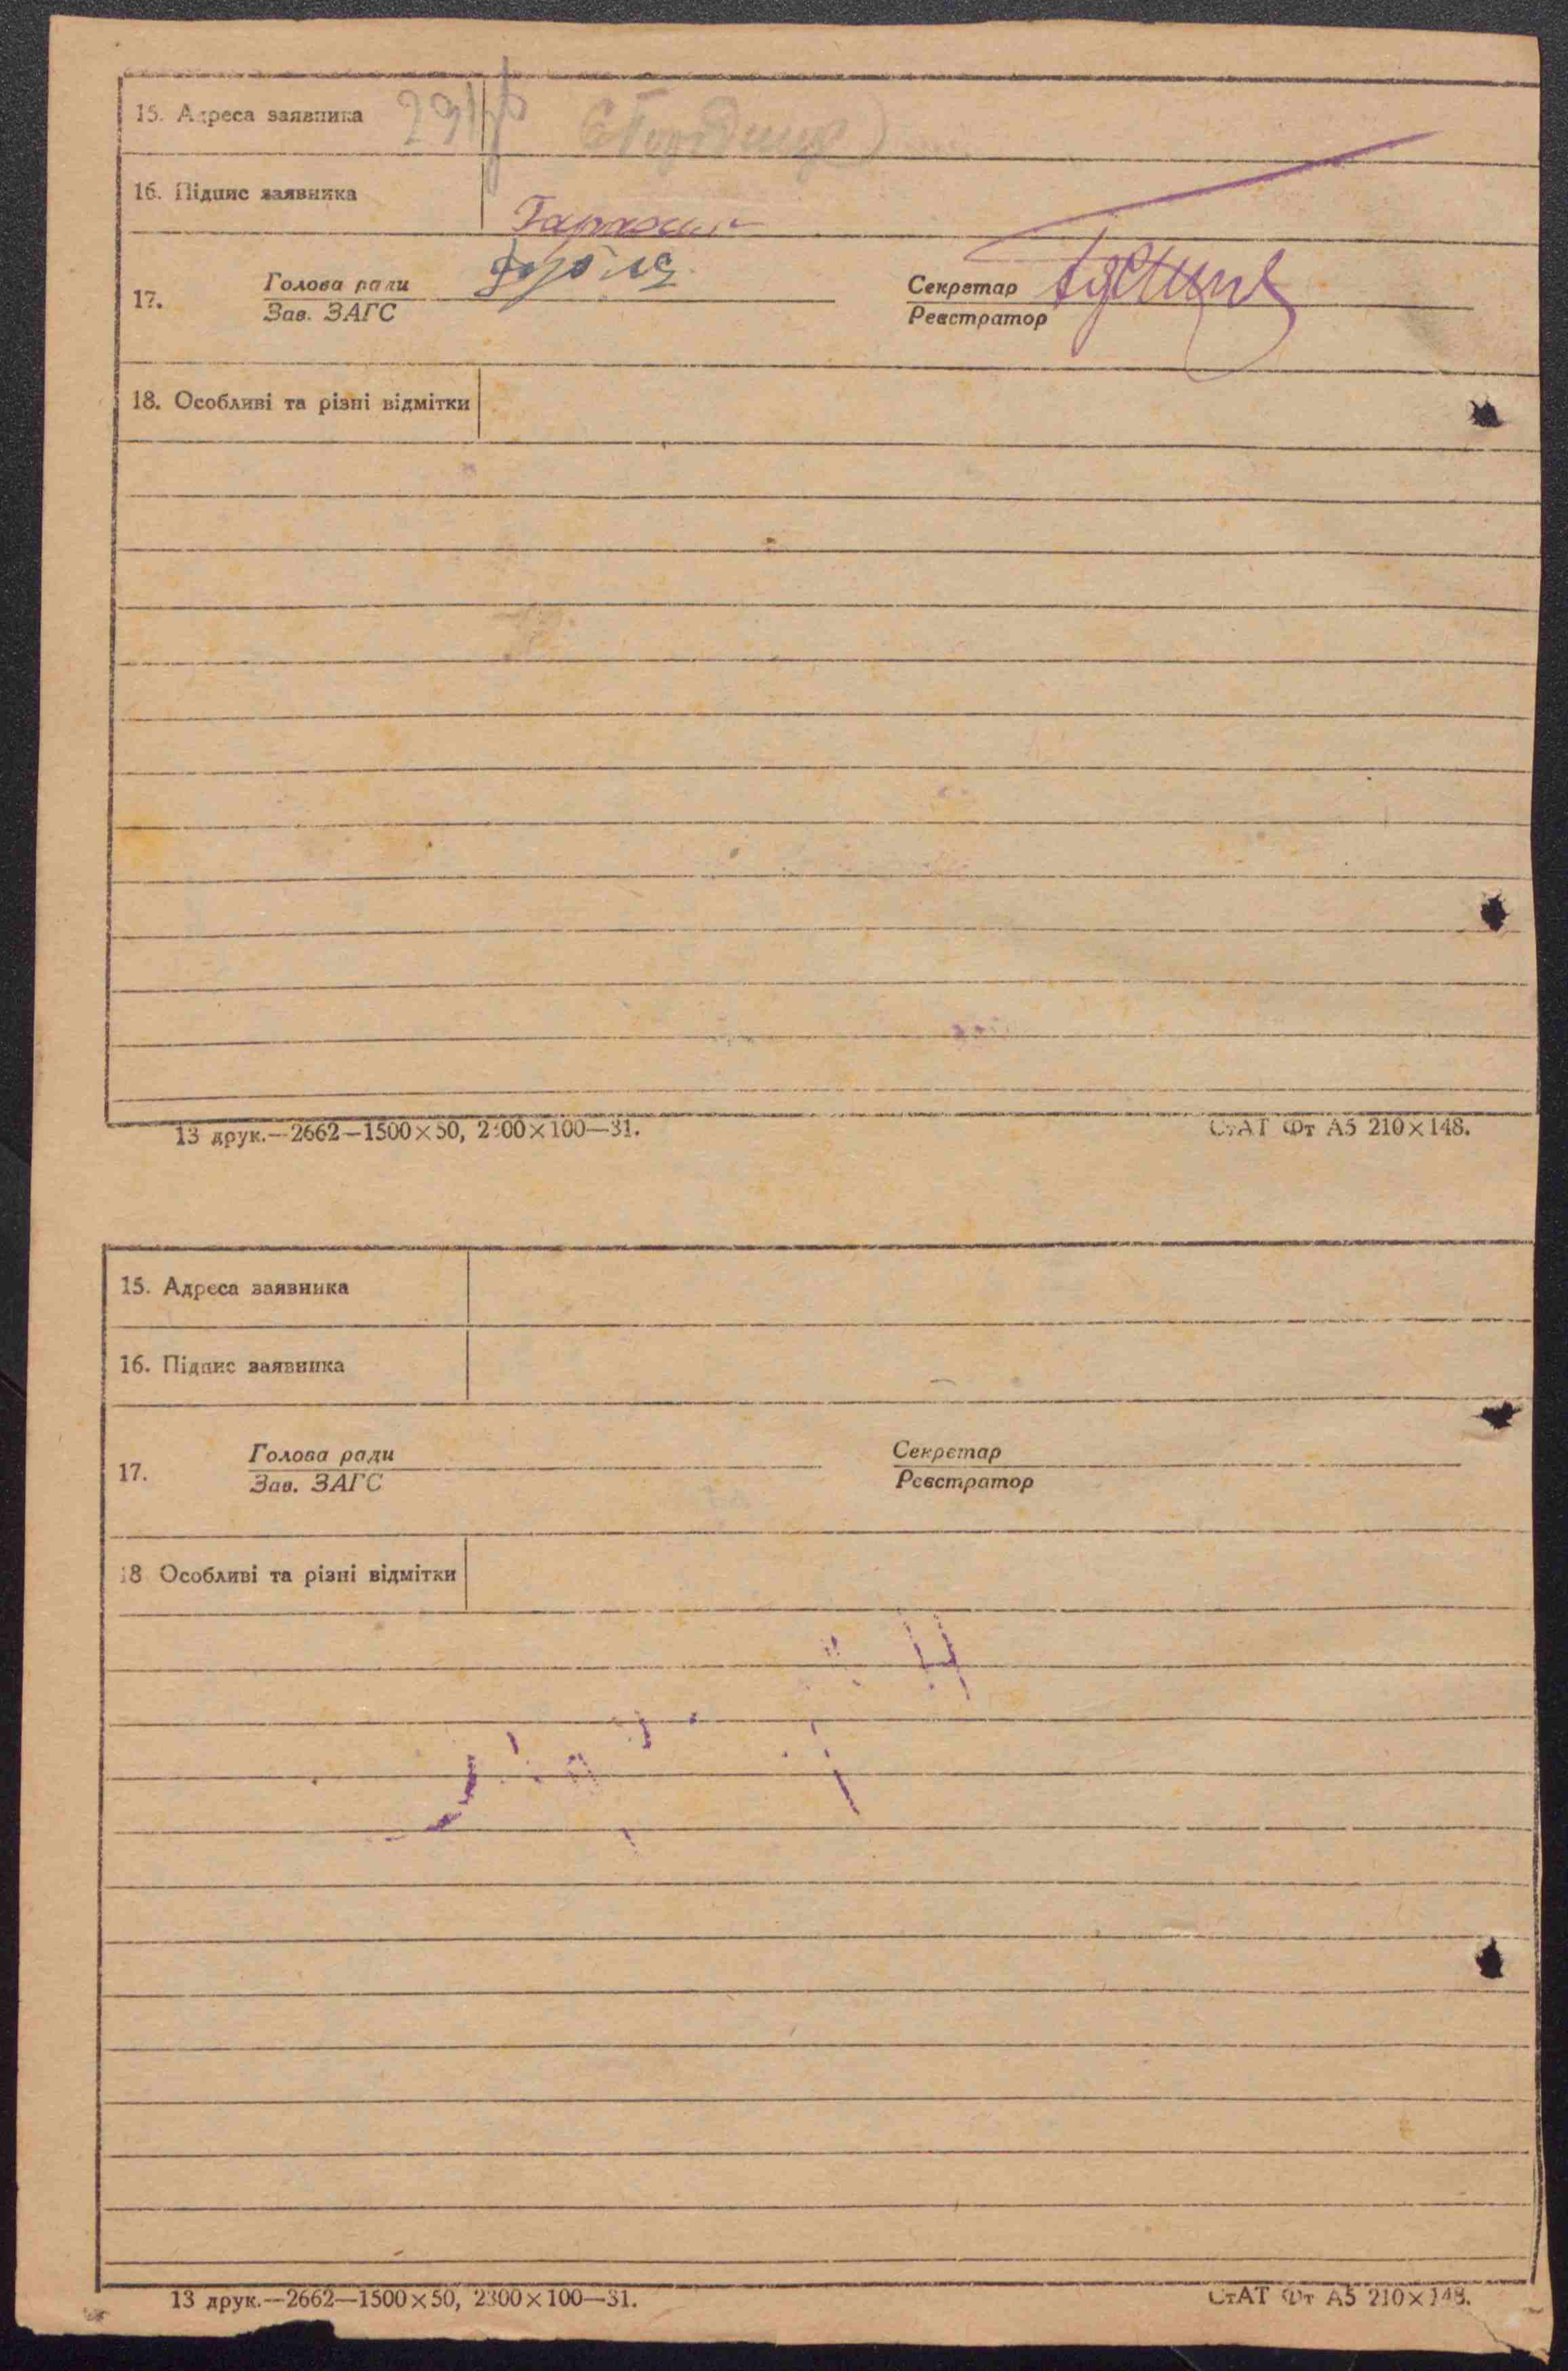 15. Адреса заявника
16. Підпис заявника
17. Голова ради Секретар
Зав. ЗАГС Реєстратор
18. Особливі та різні відмітки
13 друк.—2662—1500×50, 2300×100—31. СтАТ Фт А5 210×148.
15. Адреса заявника
16. Підпис заявника
Голова ради Секретар
17.
Зав. ЗАГС Реєстратор
18 Особливі та різні відмітки
13 друк.—2662—1500×50, 2300×100—31. СтАТ Фт А5 210×148.